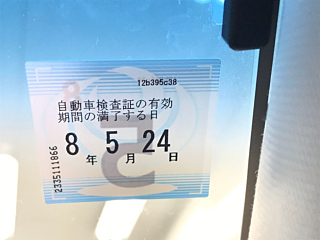 12b395c38
自動車検査証の有効
期間の満了する日
8年 5月 24日
2335111866